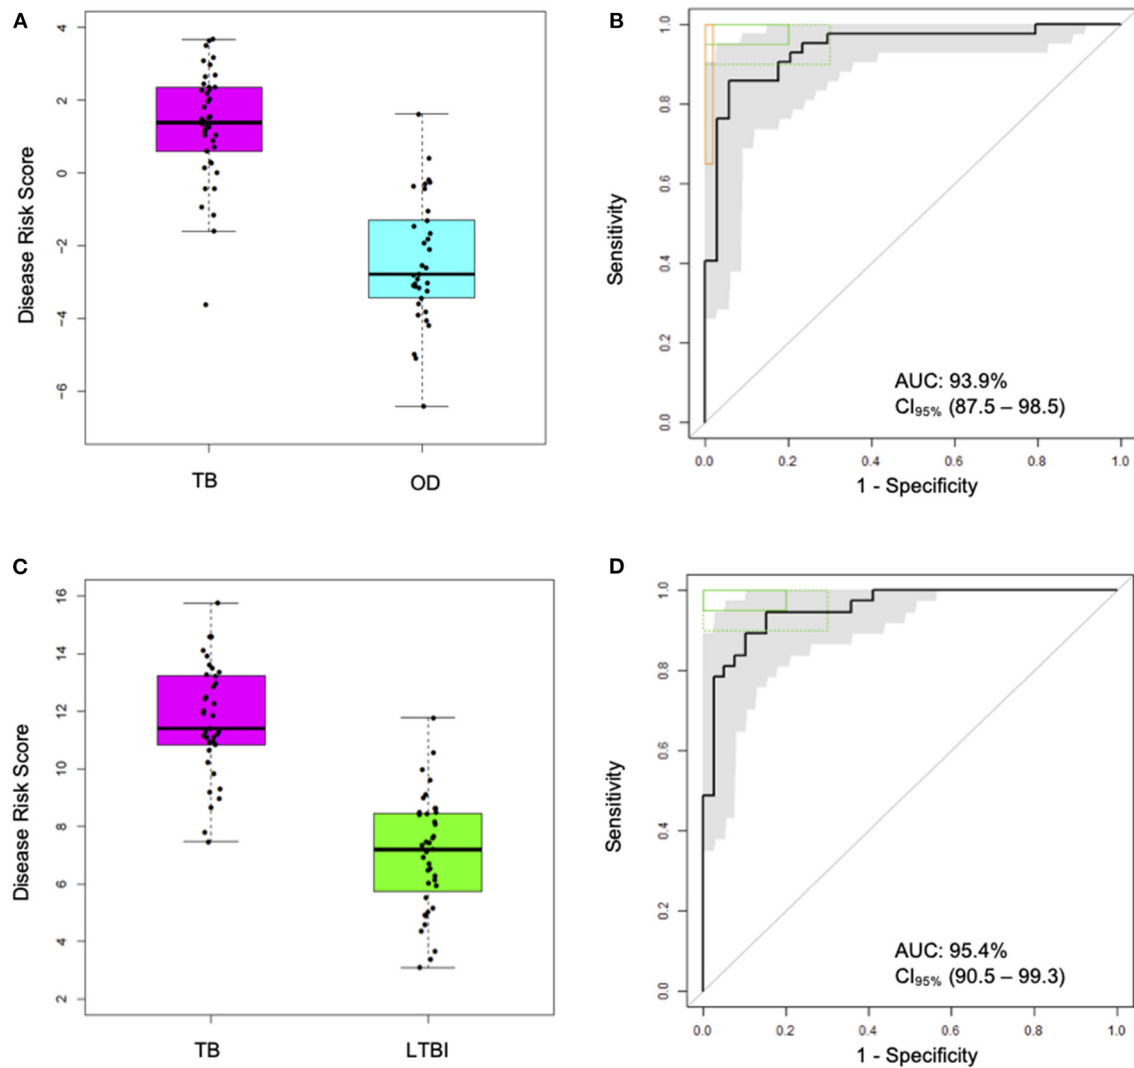 A
Disease Risk Score
4
2
0
−2
−4
−6
TB
OD
B
Sensitivity
1.0
0.8
0.6
0.4
0.2
0.0
AUC: 93.9%
CI95% (87.5 – 98.5)
0.0 0.2 0.4 0.6 0.8 1.0
1 - Specificity
C
Disease Risk Score
16
14
12
10
8
6
4
2
TB
LTBI
D
Sensitivity
1.0
0.8
0.6
0.4
0.2
0.0
AUC: 95.4%
CI95% (90.5 – 99.3)
0.0 0.2 0.4 0.6 0.8 1.0
1 - Specificity